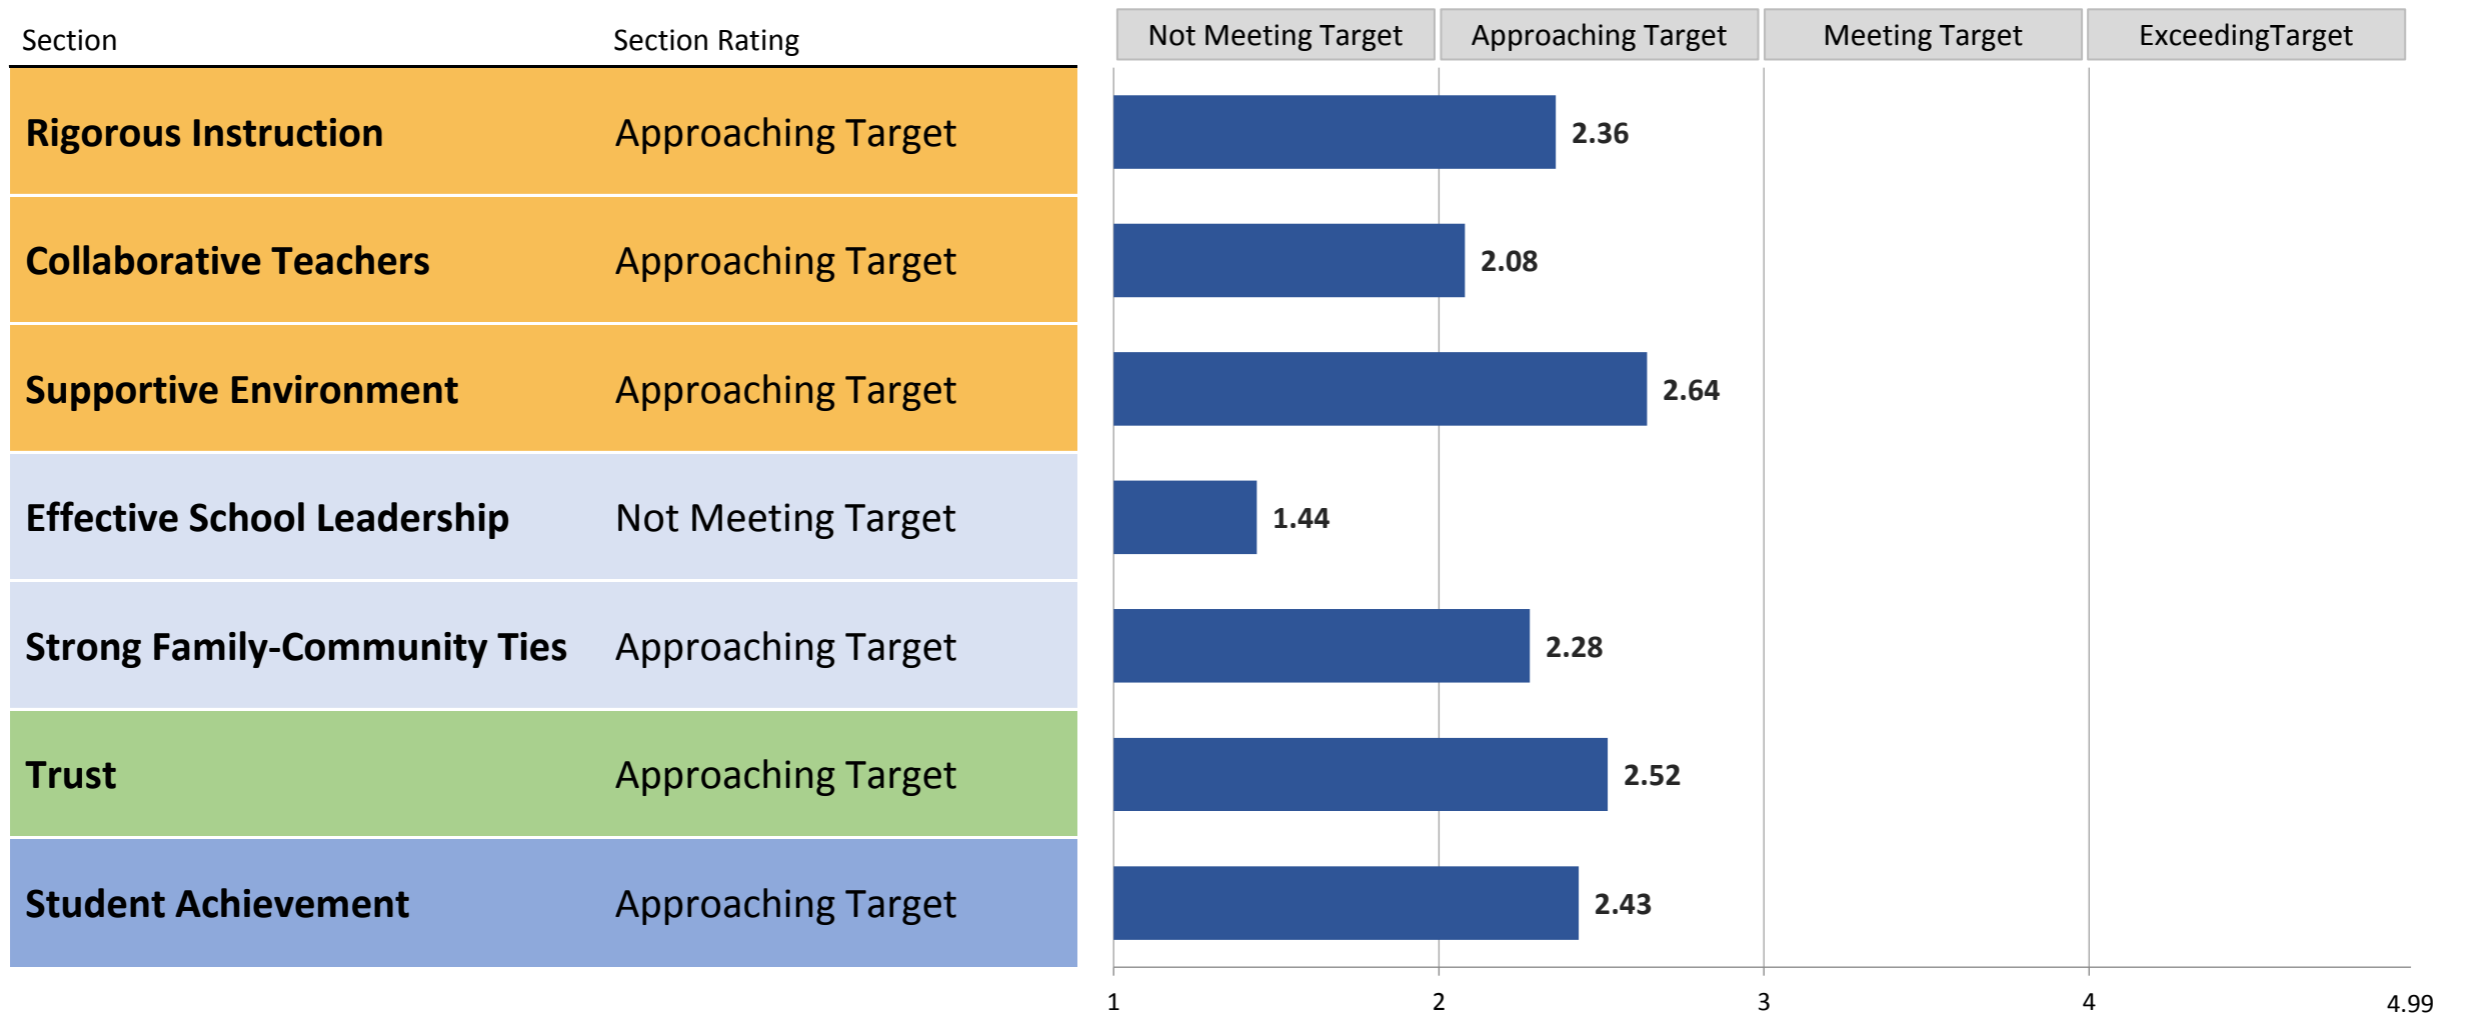 Section Section Rating Not Meeting Target Approaching Target Meeting Target ExceedingTarget
Rigorous Instruction Approaching Target 2.36
Collaborative Teachers Approaching Target 2.08
Supportive Environment Approaching Target 2.64
Effective School Leadership Not Meeting Target 1.44
Strong Family-Community Ties Approaching Target 2.28
Trust Approaching Target 2.52
Student Achievement Approaching Target 2.43
1 2 3 4 4.99